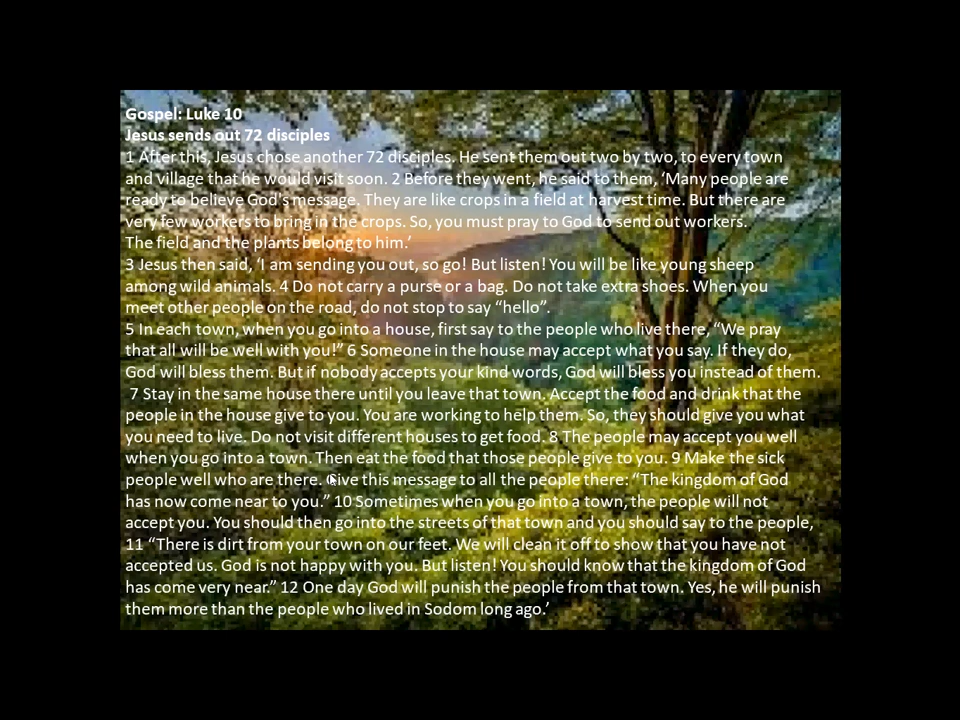 Gospel: Luke 10
Jesus sends out 72 disciples
1 After this, Jesus chose another 72 disciples. He sent them out two by two, to every town
and village that he would visit soon. 2 Before they went, he said to them, ‘Many people are
ready to believe God's message. They are like crops in a field at harvest time. But there are
very few workers to bring in the crops. So, you must pray to God to send out workers.
The field and the plants belong to him.’
3 Jesus then said, ‘I am sending you out, so go! But listen! You will be like young sheep
among wild animals. 4 Do not carry a purse or a bag. Do not take extra shoes. When you
meet other people on the road, do not stop to say “hello”.
5 In each town, when you go into a house, first say to the people who live there, “We pray
that all will be well with you!” 6 Someone in the house may accept what you say. If they do,
God will bless them. But if nobody accepts your kind words, God will bless you instead of them.
7 Stay in the same house there until you leave that town. Accept the food and drink that the
people in the house give to you. You are working to help them. So, they should give you what
you need to live. Do not visit different houses to get food. 8 The people may accept you well
when you go into a town. Then eat the food that those people give to you. 9 Make the sick
people well who are there. Give this message to all the people there: “The kingdom of God
has now come near to you.” 10 Sometimes when you go into a town, the people will not
accept you. You should then go into the streets of that town and you should say to the people,
11 “There is dirt from your town on our feet. We will clean it off to show that you have not
accepted us. God is not happy with you. But listen! You should know that the kingdom of God
has come very near.” 12 One day God will punish the people from that town. Yes, he will punish
them more than the people who lived in Sodom long ago.’